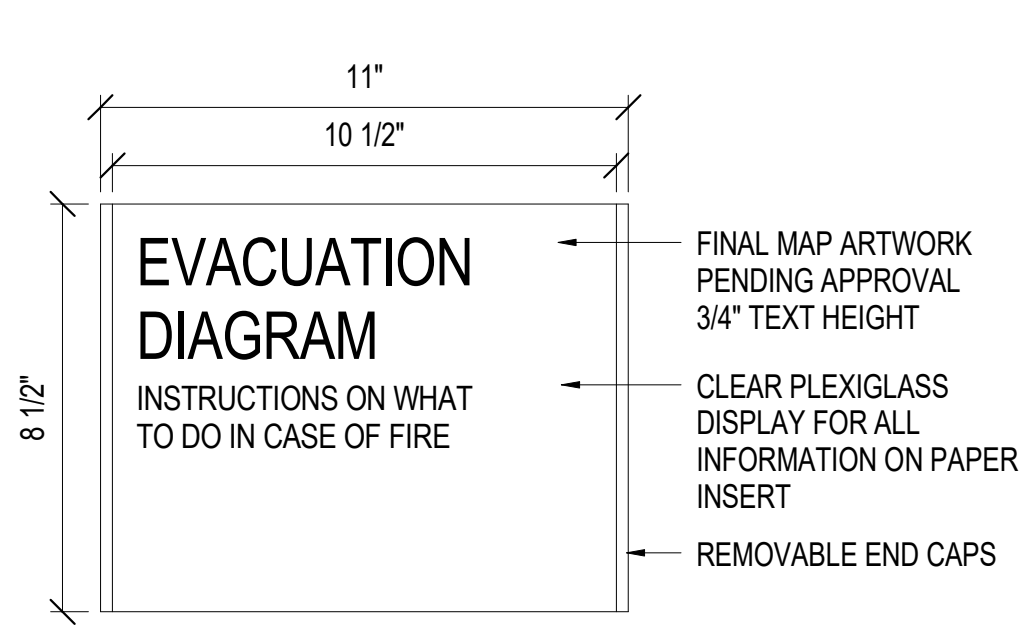 11"
10 1/2"
8 1/2"
EVACUATION
DIAGRAM
INSTRUCTIONS ON WHAT
TO DO IN CASE OF FIRE
FINAL MAP ARTWORK
PENDING APPROVAL
3/4" TEXT HEIGHT
CLEAR PLEXIGLASS
DISPLAY FOR ALL
INFORMATION ON PAPER
INSERT
REMOVABLE END CAPS